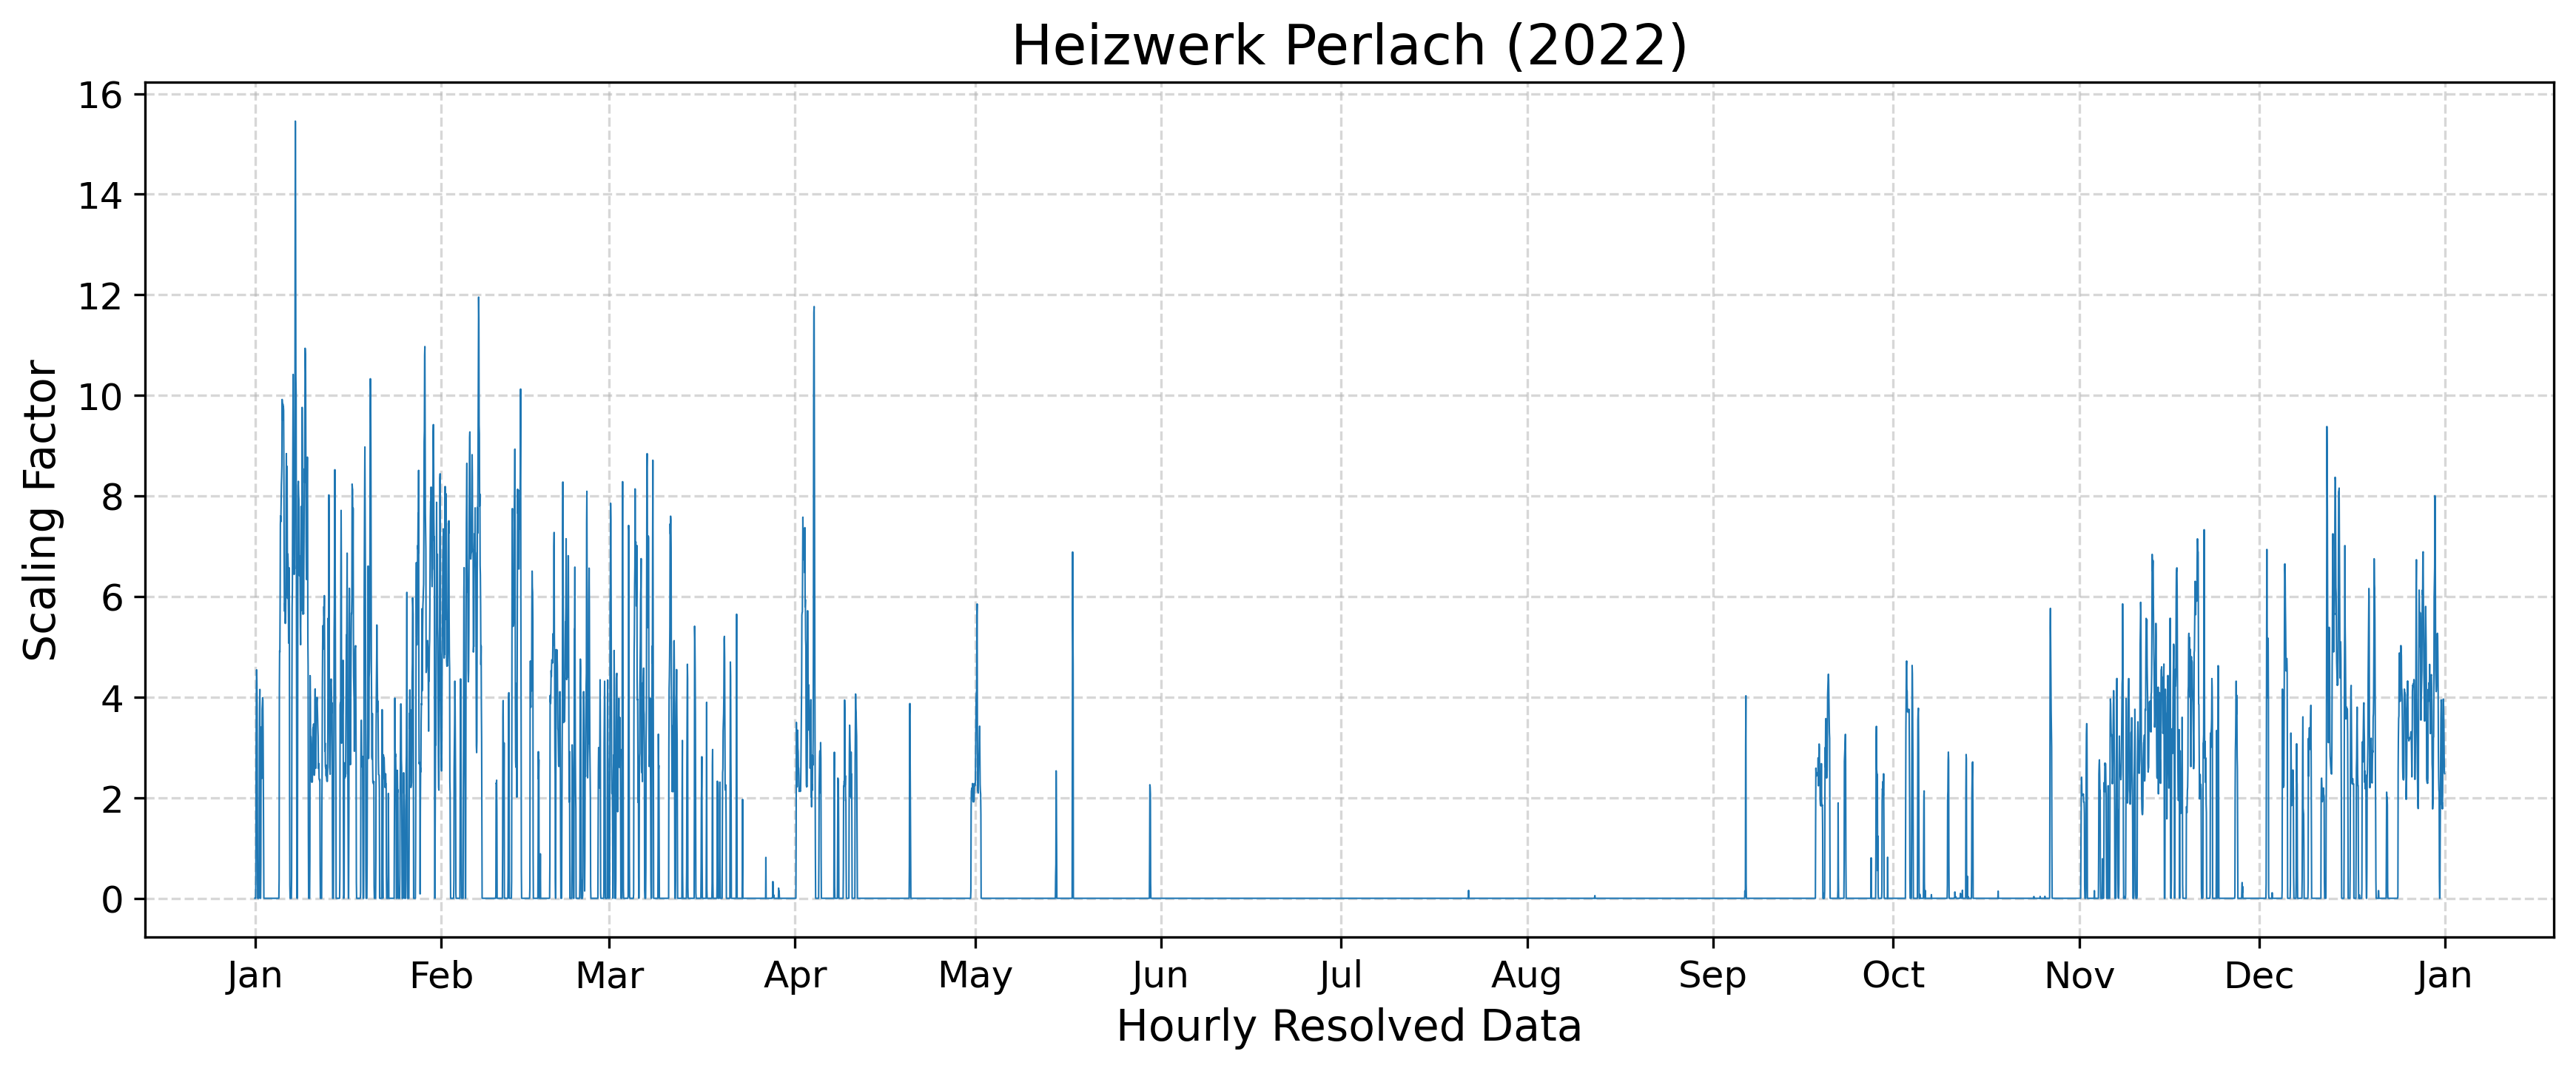 Heizwerk Perlach (2022)
Scaling Factor
16
14
12
10
8
6
4
2
0
Jan Feb Mar Apr May Jun Jul Aug Sep Oct Nov Dec Jan
Hourly Resolved Data